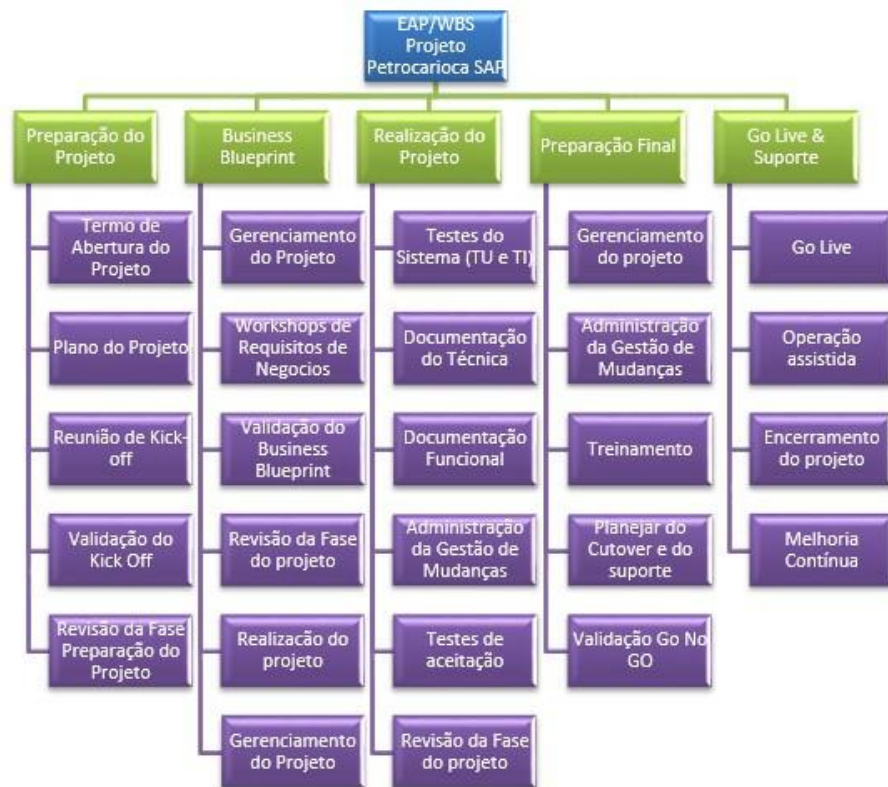 EAP/WBS
Projeto
Petrocarioca SAP
Preparação do
Projeto
Business
Blueprint
Realização do
Projeto
Preparação Final
Go Live &
Suporte
Termo de
Abertura do
Projeto
Plano do Projeto
Reunião de Kick-
off
Validação do
Kick Off
Revisão da Fase
Preparação do
Projeto
Gerenciamento
do Projeto
Workshops de
Requisitos de
Negocios
Validação do
Business
Blueprint
Revisão da Fase
do projeto
Realizacão do
projeto
Gerenciamento
do Projeto
Testes do
Sistema (TU e TI)
Documentação
do Técnica
Documentação
Funcional
Administração
da Gestão de
Mudanças
Testes de
aceitação
Revisão da Fase
do projeto
Gerenciamento
do projeto
Administração
da Gestão de
Mudanças
Treinamento
Planejar do
Cutover e do
suporte
Validação Go No
GO
Go Live
Operação
assistida
Encerramento
do projeto
Melhoria
Contínua